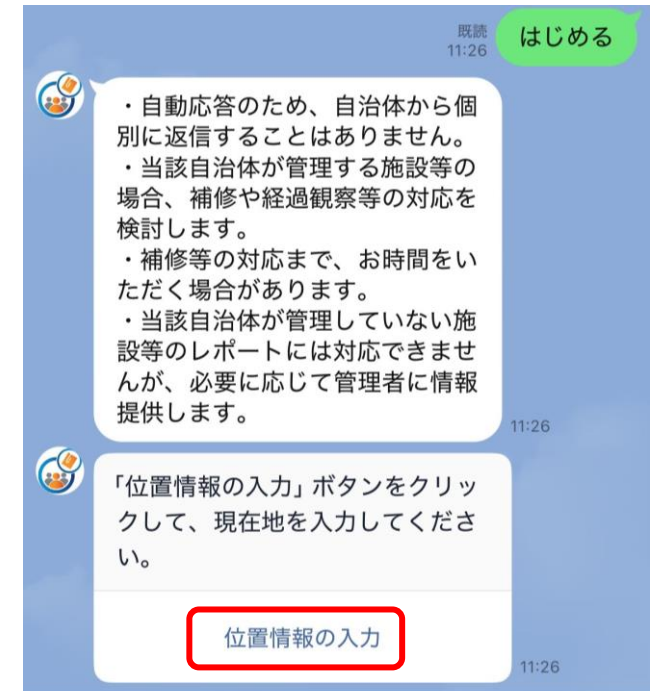 既読
11:26
はじめる
・自動応答のため、自治体から個
別に返信することはありません。
・当該自治体が管理する施設等の
場合、補修や経過観察等の対応を
検討します。
・補修等の対応まで、お時間をい
ただく場合があります。
・当該自治体が管理していない施
設等のレポートには対応できませ
んが、必要に応じて管理者に情報
提供します。
11:26
「位置情報の入力」ボタンをクリッ
クして、現在地を入力してくださ
い。
位置情報の入力
11:26